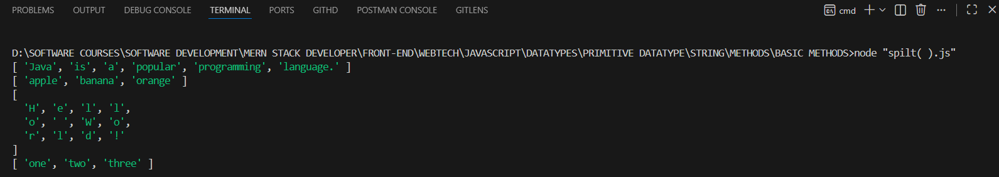 PROBLEMS OUTPUT DEBUG CONSOLE TERMINAL PORTS GITHD POSTMAN CONSOLE GITLENS cmd
D:\SOFTWARE COURSES\SOFTWARE DEVELOPMENT\MERN STACK DEVELOPER\FRONT-END\WEBTECH\JAVASCRIPT\DATATYPES\PRIMITIVE DATATYPE\STRING\METHODS\BASIC METHODS>node "spilt( ).js"
[ 'Java', 'is', 'a', 'popular', 'programming', 'language.' ]
[ 'apple', 'banana', 'orange' ]
[
  'H', 'e', 'l', 'l',
  'o', ' ', 'W', 'o',
  'r', 'l', 'd', '!'
]
[ 'one', 'two', 'three' ]